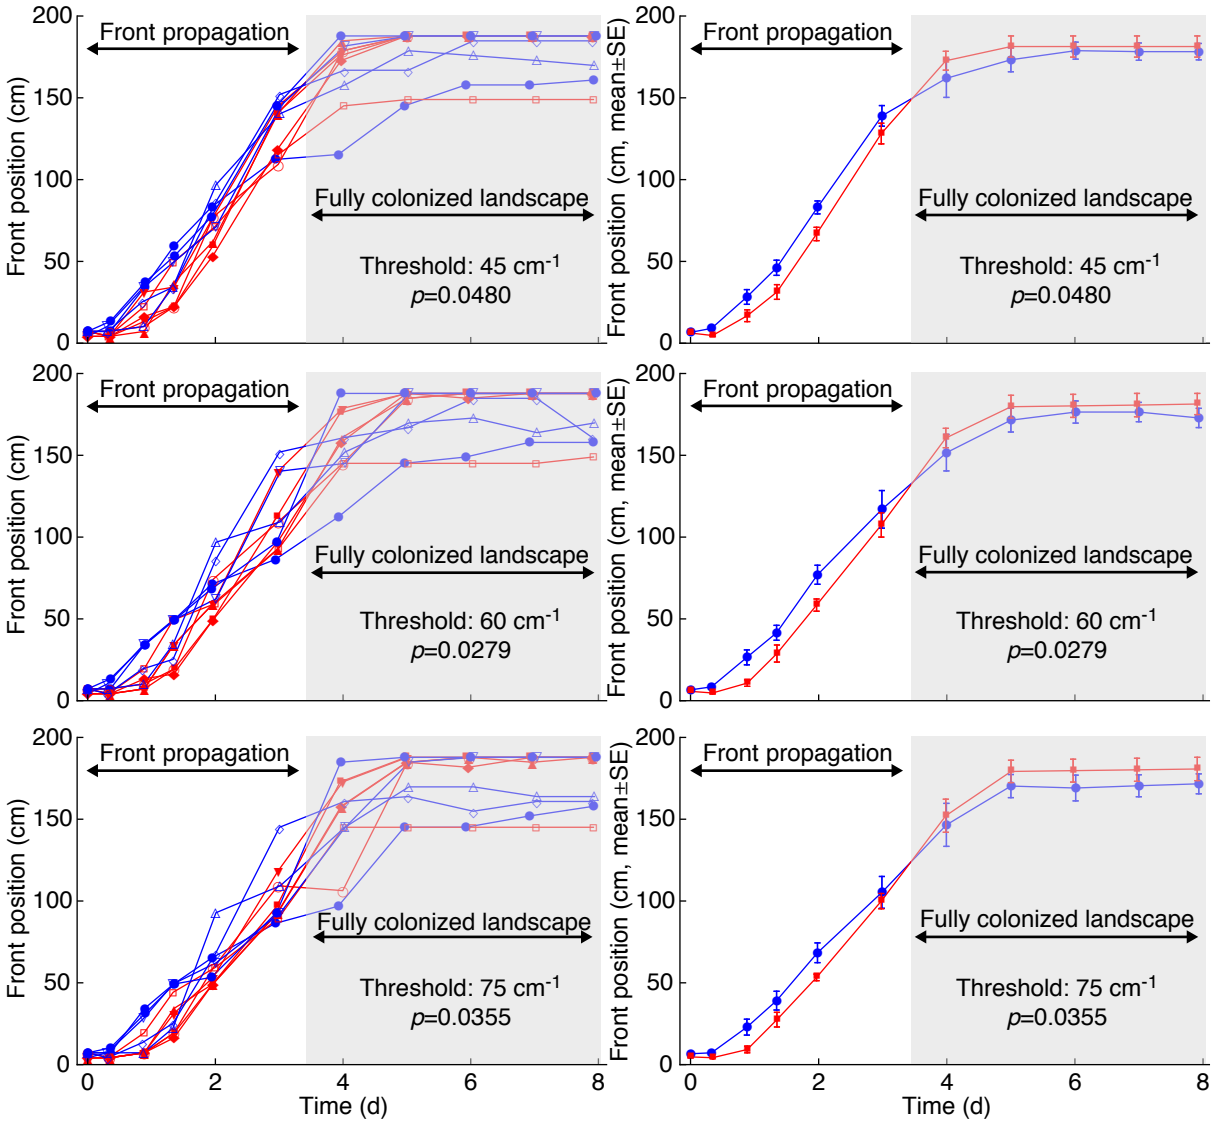 200
150
100
50
0
Front position (cm)
Front propagation
Fully colonized landscape
Threshold: 45 cm⁻¹
p=0.0480
200
150
100
50
0
Front position (cm, mean±SE)
Front propagation
Fully colonized landscape
Threshold: 45 cm⁻¹
p=0.0480
200
150
100
50
0
Front position (cm)
Front propagation
Fully colonized landscape
Threshold: 60 cm⁻¹
p=0.0279
200
150
100
50
0
Front position (cm, mean±SE)
Front propagation
Fully colonized landscape
Threshold: 60 cm⁻¹
p=0.0279
200
150
100
50
0
Front position (cm)
Front propagation
Fully colonized landscape
Threshold: 75 cm⁻¹
p=0.0355
0 2 4 6 8
Time (d)
200
150
100
50
0
Front position (cm, mean±SE)
Front propagation
Fully colonized landscape
Threshold: 75 cm⁻¹
p=0.0355
0 2 4 6 8
Time (d)